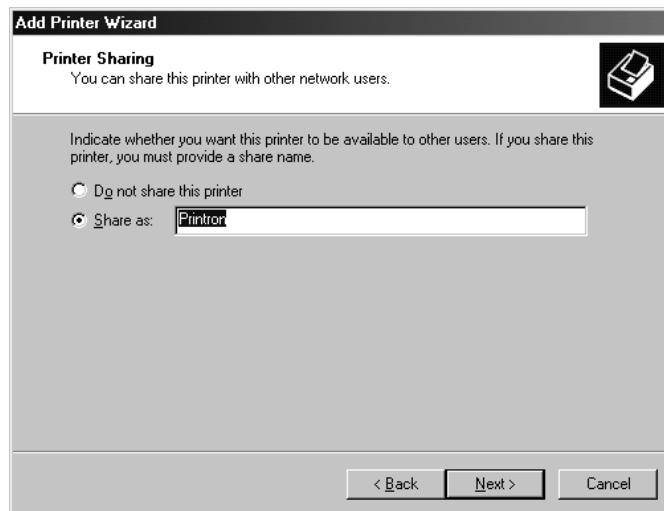 Add Printer Wizard
Printer Sharing
You can share this printer with other network users.
Indicate whether you want this printer to be available to other users. If you share this
printer, you must provide a share name.
Do not share this printer
Share as: Printron
< Back Next > Cancel